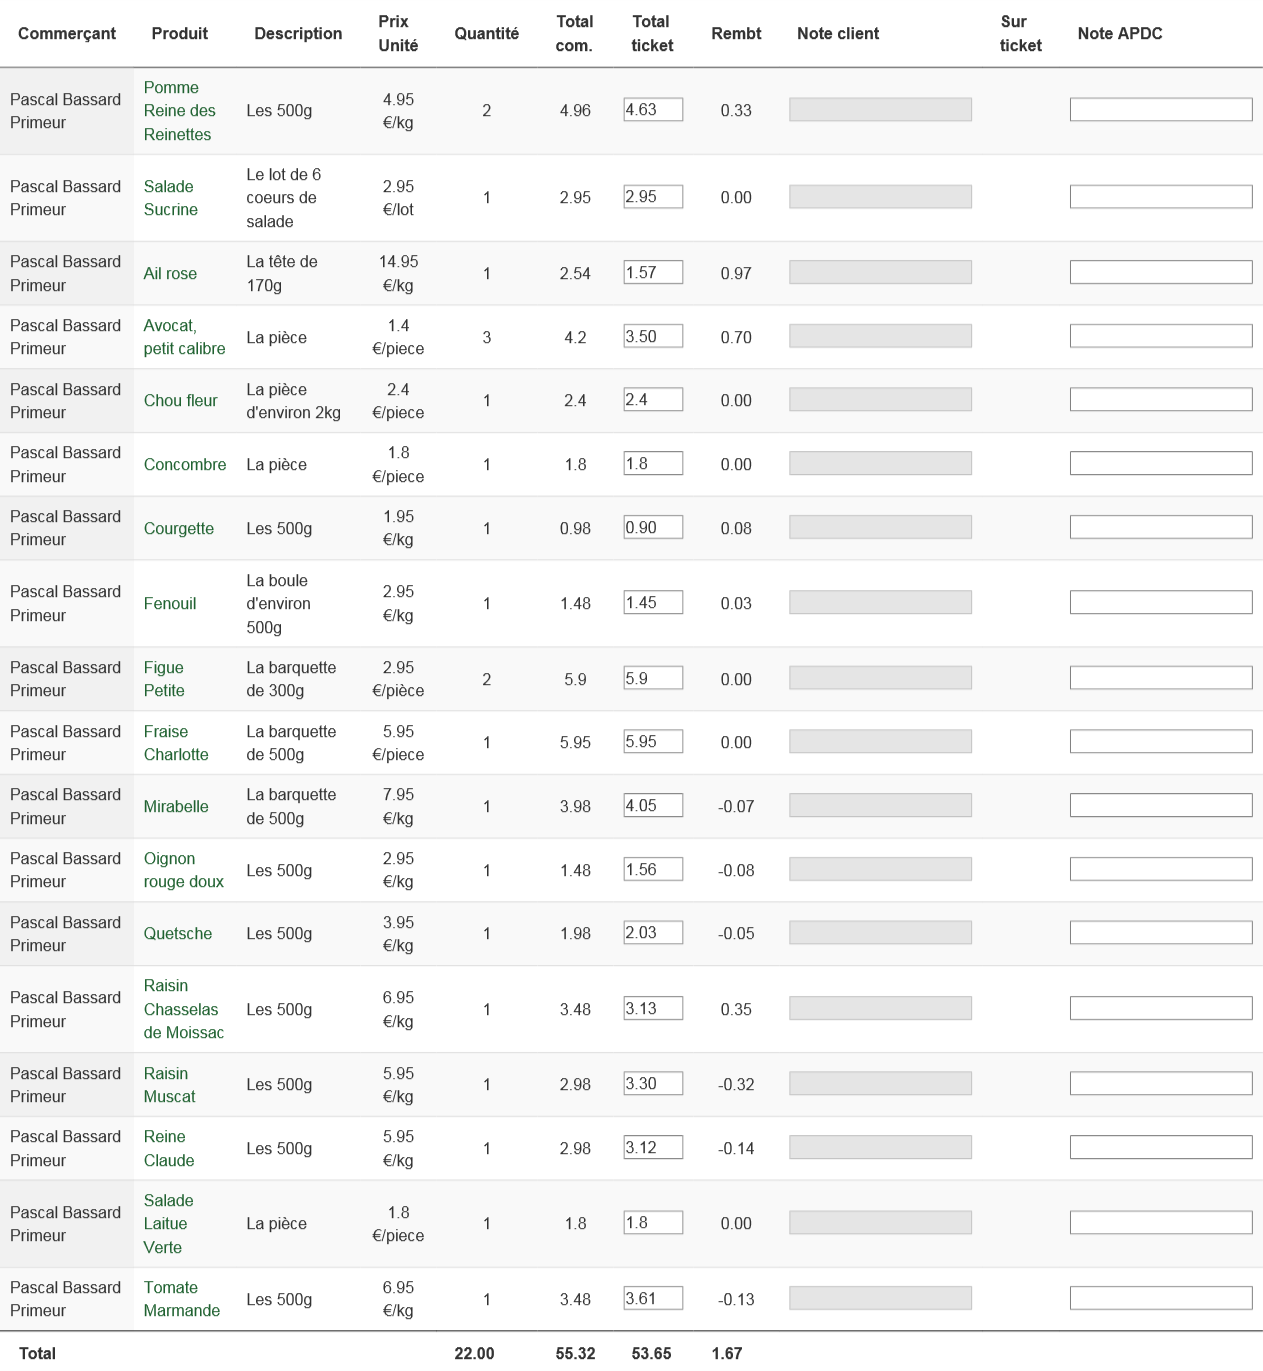 Commerçant Produit Description Prix Unité Quantité Total com. Total ticket Rembt Note client Sur ticket Note APDC
Pascal Bassard Primeur Pomme Reine des Reinettes Les 500g 4.95 €/kg 2 4.96 4.63 0.33
Pascal Bassard Primeur Salade Sucrine Le lot de 6 coeurs de salade 2.95 €/lot 1 2.95 2.95 0.00
Pascal Bassard Primeur Ail rose La tête de 170g 14.95 €/kg 1 2.54 1.57 0.97
Pascal Bassard Primeur Avocat, petit calibre La pièce 1.4 €/piece 3 4.2 3.50 0.70
Pascal Bassard Primeur Chou fleur La pièce d'environ 2kg 2.4 €/piece 1 2.4 2.4 0.00
Pascal Bassard Primeur Concombre La pièce 1.8 €/piece 1 1.8 1.8 0.00
Pascal Bassard Primeur Courgette Les 500g 1.95 €/kg 1 0.98 0.90 0.08
Pascal Bassard Primeur Fenouil La boule d'environ 500g 2.95 €/kg 1 1.48 1.45 0.03
Pascal Bassard Primeur Figue Petite La barquette de 300g 2.95 €/pièce 2 5.9 5.9 0.00
Pascal Bassard Primeur Fraise Charlotte La barquette de 500g 5.95 €/piece 1 5.95 5.95 0.00
Pascal Bassard Primeur Mirabelle La barquette de 500g 7.95 €/kg 1 3.98 4.05 -0.07
Pascal Bassard Primeur Oignon rouge doux Les 500g 2.95 €/kg 1 1.48 1.56 -0.08
Pascal Bassard Primeur Quetsche Les 500g 3.95 €/kg 1 1.98 2.03 -0.05
Pascal Bassard Primeur Raisin Chasselas de Moissac Les 500g 6.95 €/kg 1 3.48 3.13 0.35
Pascal Bassard Primeur Raisin Muscat Les 500g 5.95 €/kg 1 2.98 3.30 -0.32
Pascal Bassard Primeur Reine Claude Les 500g 5.95 €/kg 1 2.98 3.12 -0.14
Pascal Bassard Primeur Salade Laitue Verte La pièce 1.8 €/piece 1 1.8 1.8 0.00
Pascal Bassard Primeur Tomate Marmande Les 500g 6.95 €/kg 1 3.48 3.61 -0.13
Total 22.00 55.32 53.65 1.67